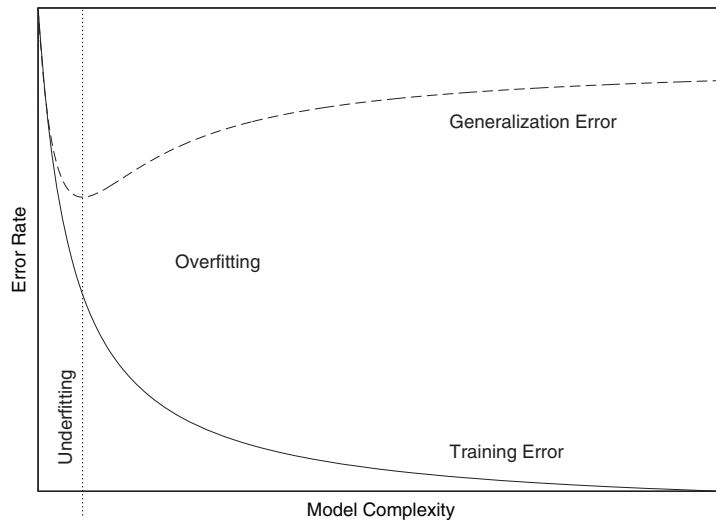 Generalization Error
Error Rate
Overfitting
Underfitting
Training Error
Model Complexity